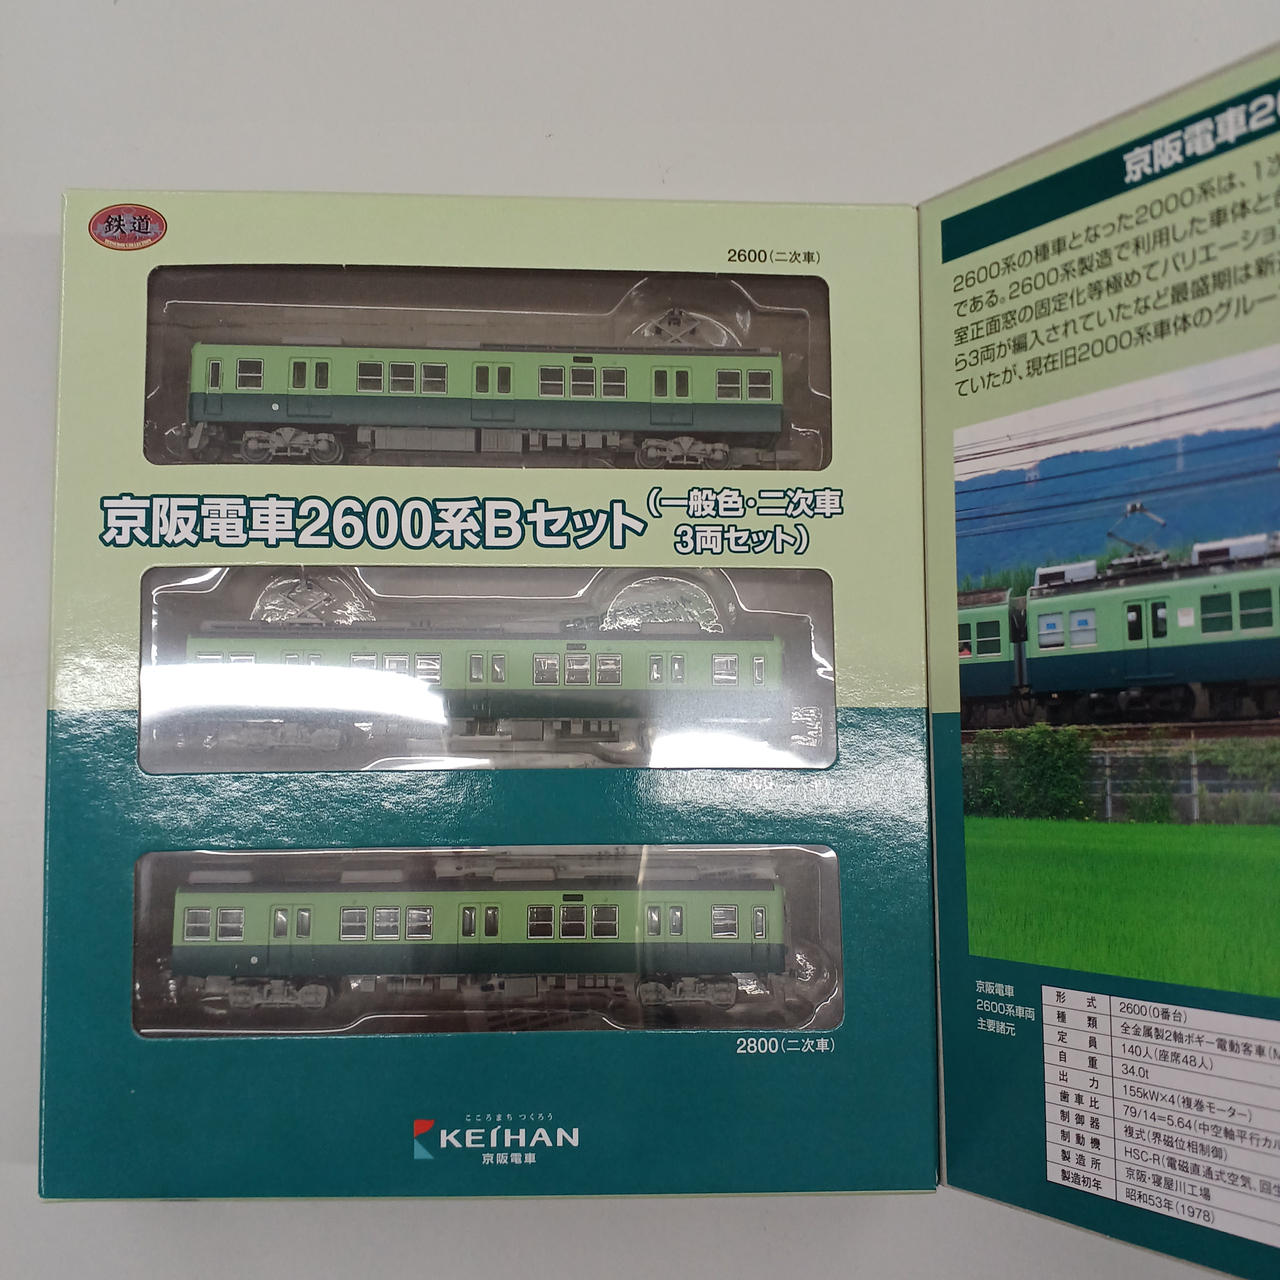 鉄道
2600(二次車)
京阪電車2600系Bセット
(一般色・二次車
3両セット)
2800(二次車)
こころまち つくろう
KEIHAN
京阪電車
京阪電車26
2600系の種車となった2000系は、1次
である。2600系製造で利用した車体と
室正面窓の固定化等極めてバリエーショ
ら3両が編入されていたなど最盛期は新
ていたが、現在旧2000系車体のグルー
京阪電車
2600系車両
主要諸元
形式 2600(0番台)
種類 全金属製2軸ボギー電動客車(M
定員 140人(座席48人)
自重 34.0t
出力 155kW×4(複巻モーター)
歯車比 79/14=5.64(中空軸平行カル
制御器 複式(界磁位相制御)
制動機 HSC-R(電磁直通式空気、回生
製造所 京阪・寝屋川工場
製造初年 昭和53年(1978)